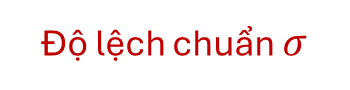 Độ lệch chuẩn σ